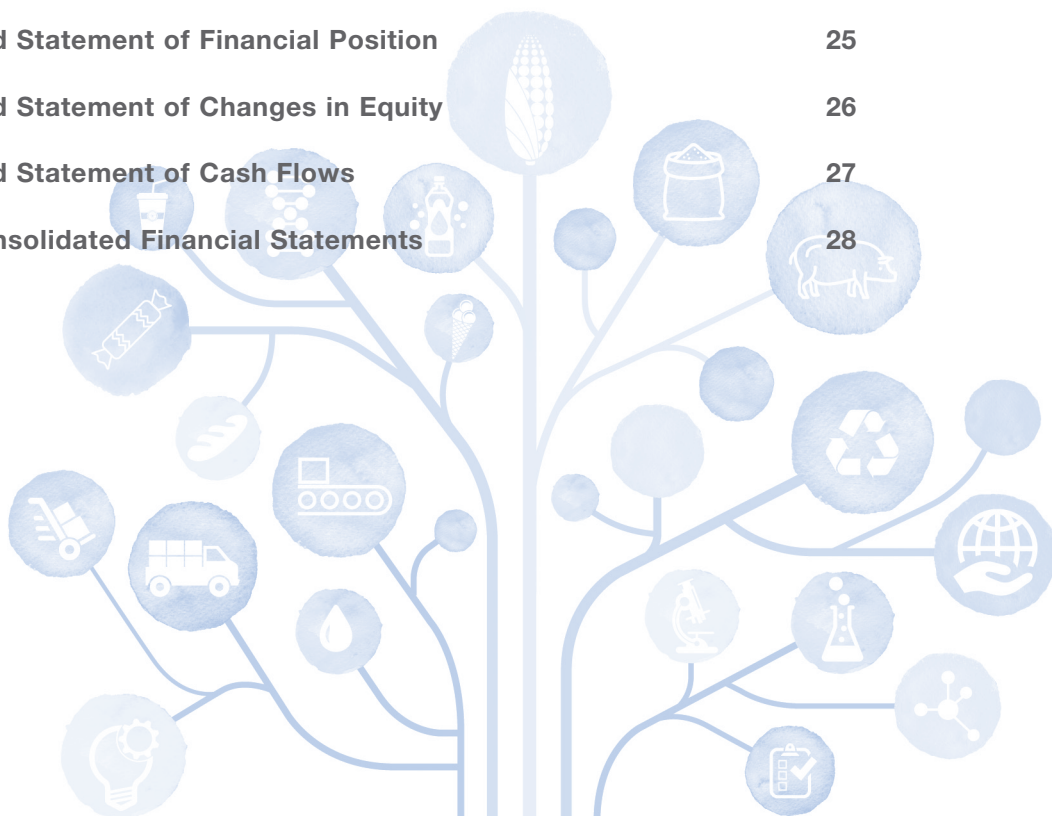 d Statement of Financial Position 25
d Statement of Changes in Equity 26
d Statement of Cash Flows 27
nsolidated Financial Statements 28